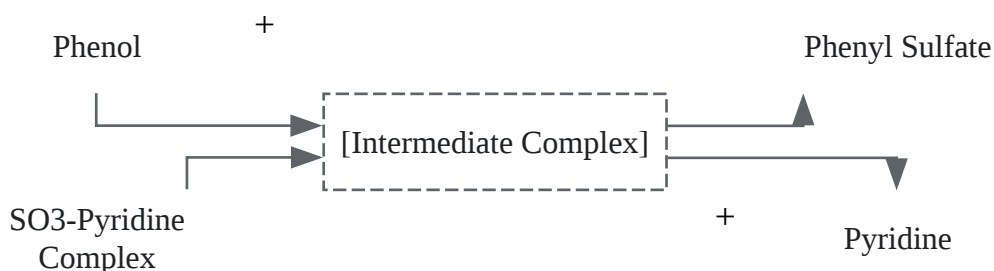 +
Phenol
Phenyl Sulfate
[Intermediate Complex]
SO3-Pyridine
Complex
+
Pyridine